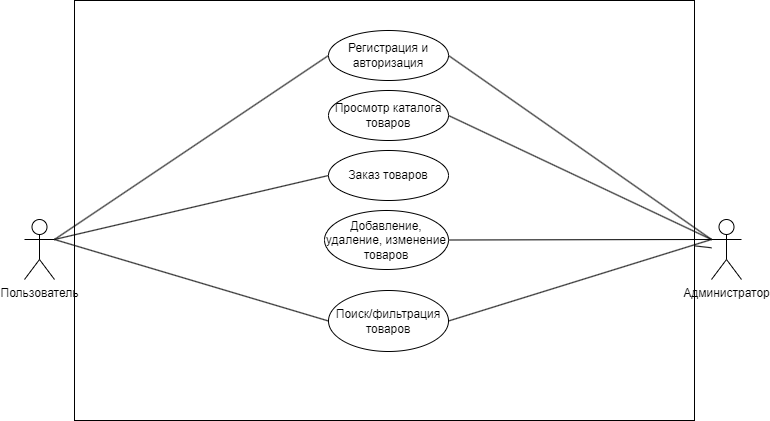 Регистрация и
авторизация
Просмотр каталога
товаров
Заказ товаров
Добавление,
удаление, изменение
товаров
Поиск/фильтрация
товаров
Пользователь
Администратор